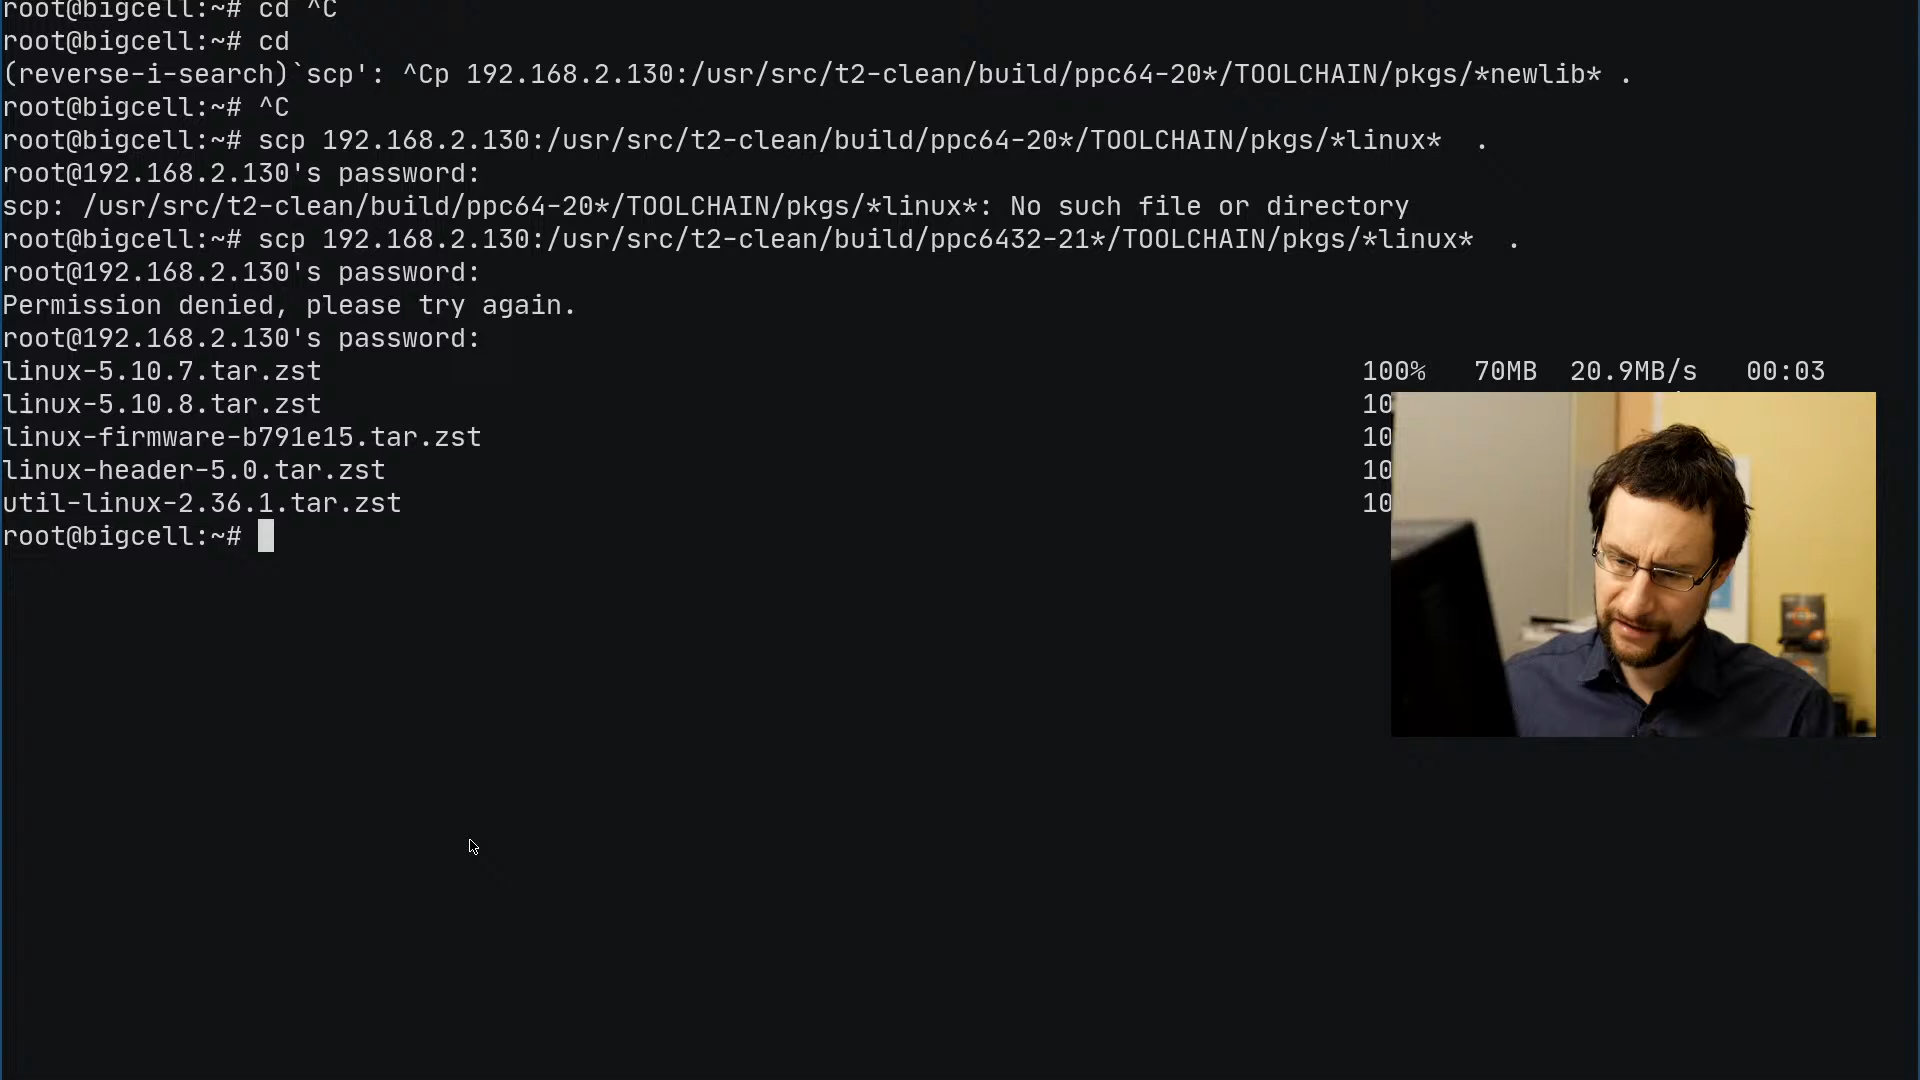 root@bigcell:~# cd ^C
root@bigcell:~# cd
(reverse-i-search)`scp': ^Cp 192.168.2.130:/usr/src/t2-clean/build/ppc64-20*/TOOLCHAIN/pkgs/*newlib* .
root@bigcell:~# ^C
root@bigcell:~# scp 192.168.2.130:/usr/src/t2-clean/build/ppc64-20*/TOOLCHAIN/pkgs/*linux*  .
root@192.168.2.130's password:
scp: /usr/src/t2-clean/build/ppc64-20*/TOOLCHAIN/pkgs/*linux*: No such file or directory
root@bigcell:~# scp 192.168.2.130:/usr/src/t2-clean/build/ppc6432-21*/TOOLCHAIN/pkgs/*linux*  .
root@192.168.2.130's password:
Permission denied, please try again.
root@192.168.2.130's password:
linux-5.10.7.tar.zst 100% 70MB 20.9MB/s 00:03
linux-5.10.8.tar.zst 10
linux-firmware-b791e15.tar.zst 10
linux-header-5.0.tar.zst 10
util-linux-2.36.1.tar.zst 10
root@bigcell:~#